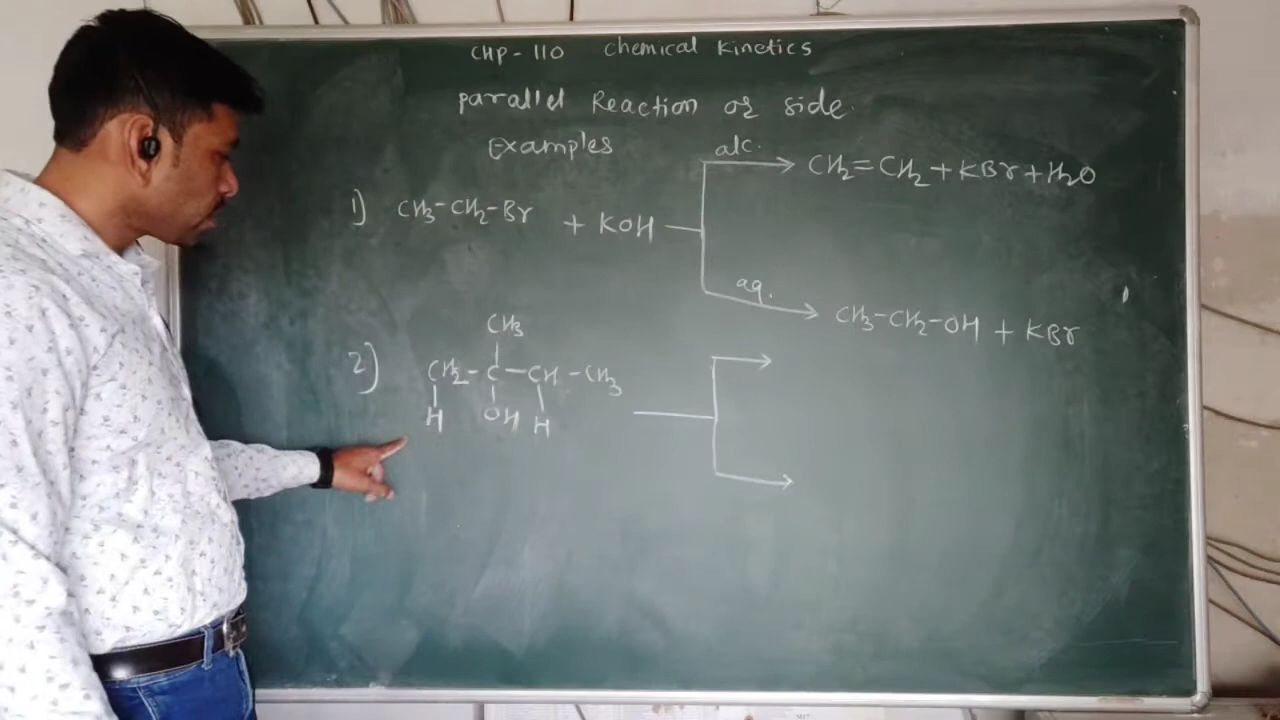 CHP-110 Chemical Kinetics
parallel Reaction or side
Examples
alc.
CH₂=CH₂+KBr+H₂O
1) CH₃-CH₂-Br + KOH
aq.
CH₃-CH₂-OH + KBr
CH₃
2) CH₂-C-CH-CH₃
H OH H